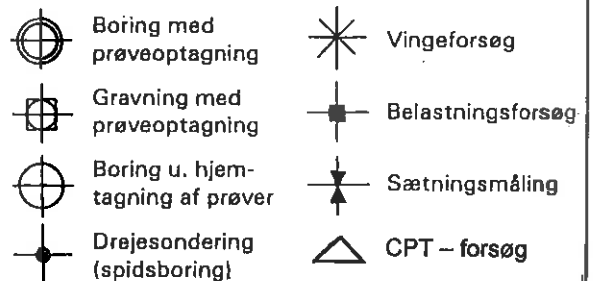 Boring med
prøveoptagning
Gravning med
prøveoptagning
Boring u. hjem-
tagning af prøver
Drejesondering
(spidsboring)
Vingeforsøg
Belastningsforsøg
Sætningsmåling
CPT – forsøg